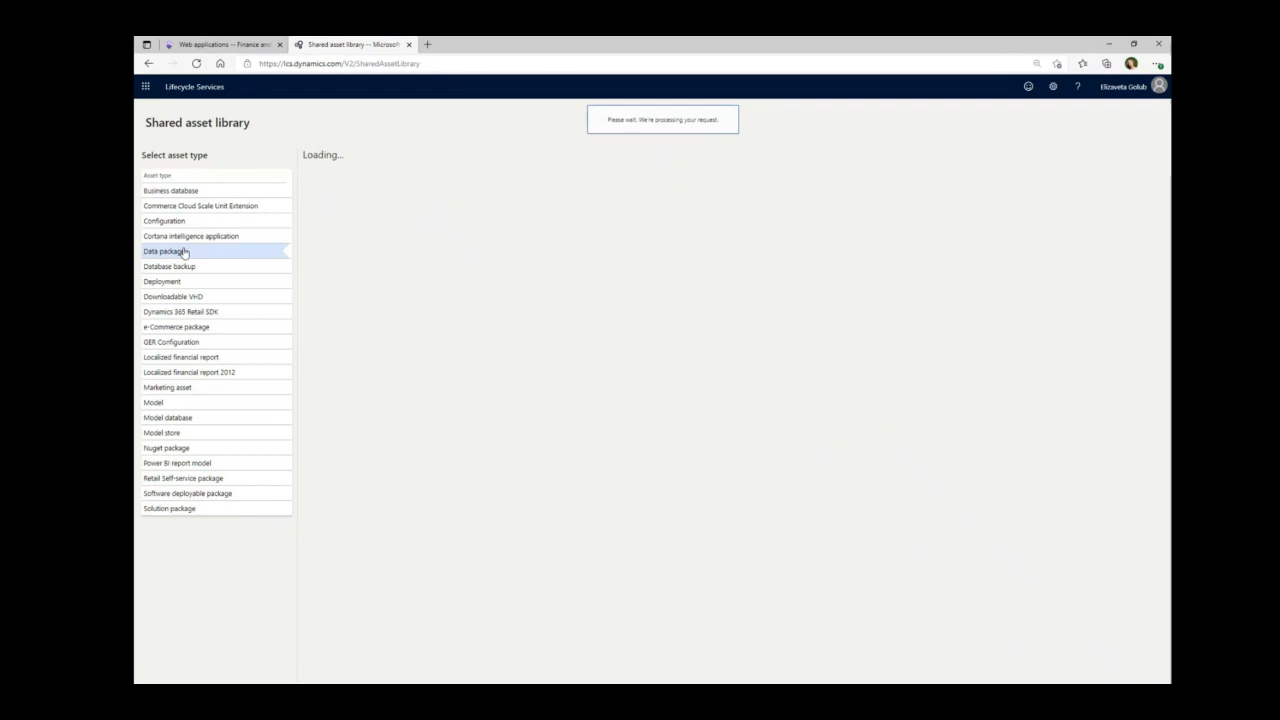 Web applications -- Finance and
Shared asset library -- Microsoft
https://lcs.dynamics.com/V2/SharedAssetLibrary
Lifecycle Services
?
Elizaveta Golub
Shared asset library
Please wait. We're processing your request.
Select asset type
Loading...
Asset type
Business database
Commerce Cloud Scale Unit Extension
Configuration
Cortana intelligence application
Data package
Database backup
Deployment
Downloadable VHD
Dynamics 365 Retail SDK
e-Commerce package
GER Configuration
Localized financial report
Localized financial report 2012
Marketing asset
Model
Model database
Model store
Nuget package
Power BI report model
Retail Self-service package
Software deployable package
Solution package